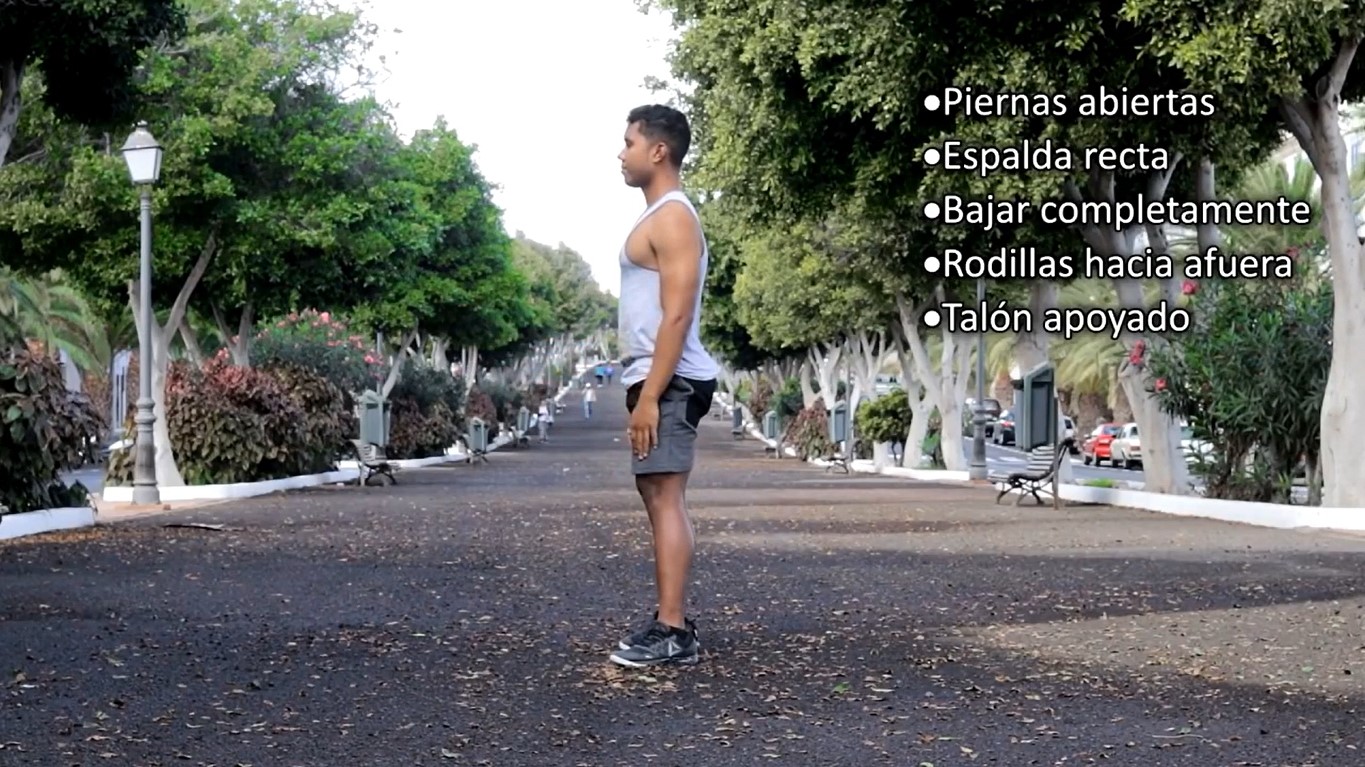 •Piernas abiertas
•Espalda recta
•Bajar completamente
•Rodillas hacia afuera
•Talón apoyado